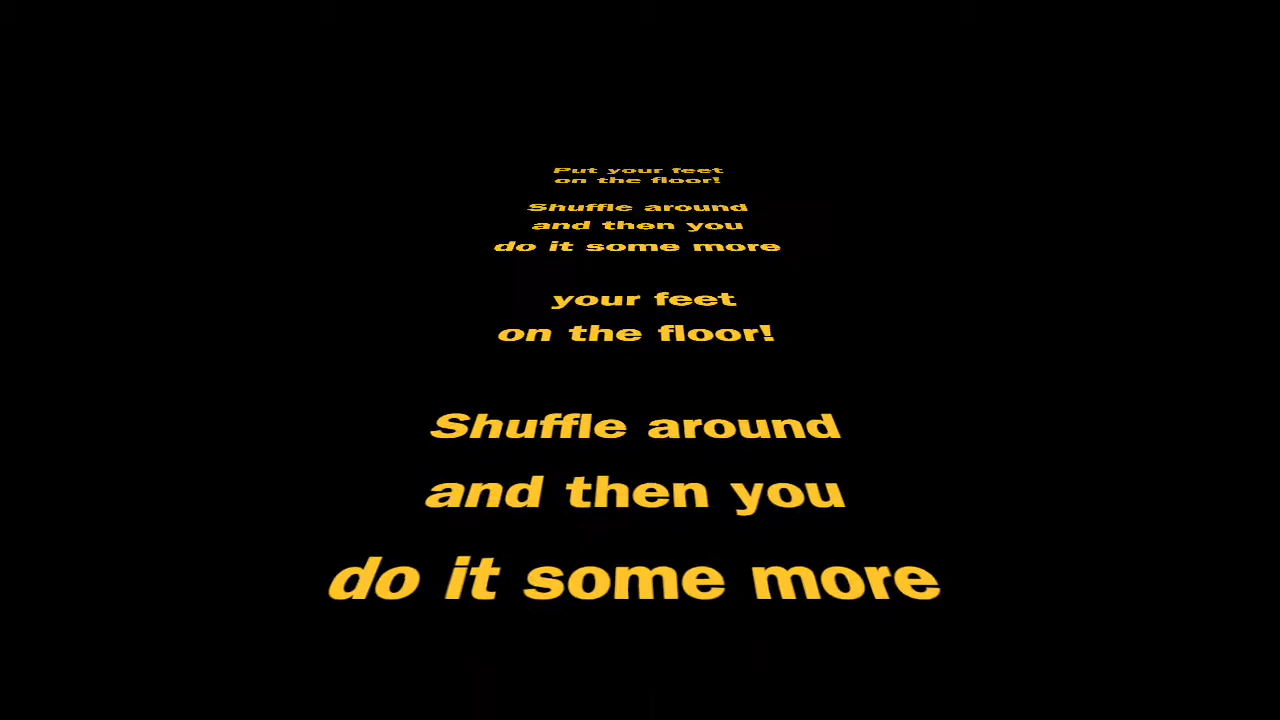 Put your feet
on the floor!
Shuffle around
and then you
do it some more
your feet
on the floor!
Shuffle around
and then you
do it some more